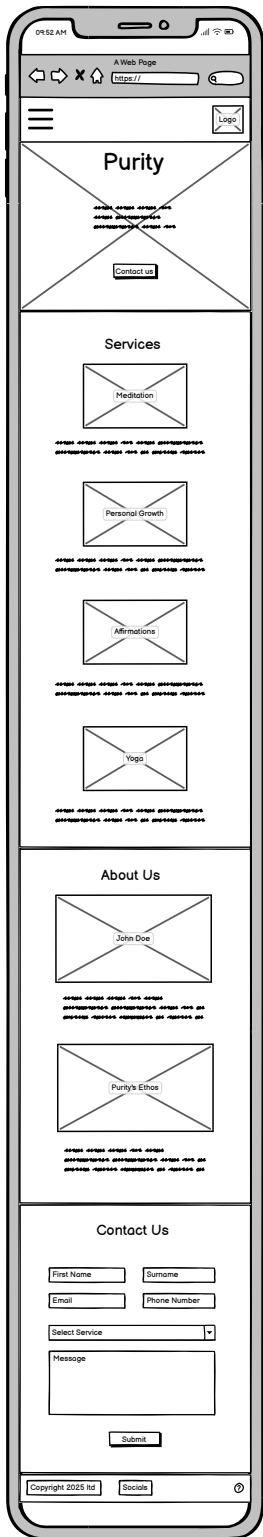 09:52 AM
A Web Page
https://
Logo
Purity
Contact us
Services
Meditation
Personal Growth
Affirmations
Yoga
About Us
John Doe
Purity's Ethos
Contact Us
First Name
Surname
Email
Phone Number
Select Service
Message
Submit
Copyright 2025 ltd
Socials
?